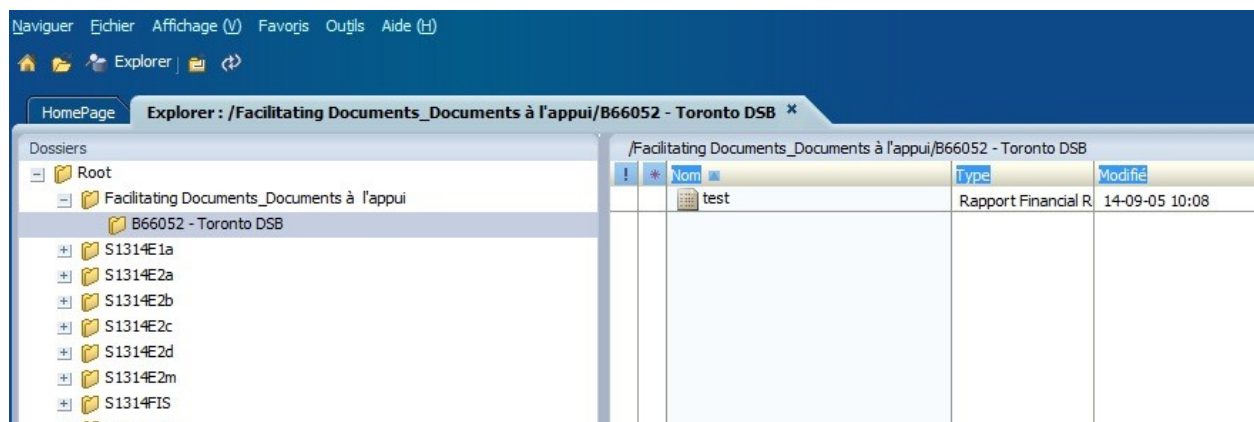 Naviguer Fichier Affichage (V) Favoris Outils Aide (H)
Explorer
HomePage Explorer : /Facilitating Documents_Documents à l'appui/B66052 - Toronto DSB ×
Dossiers
Root
Facilitating Documents_Documents à l'appui
B66052 - Toronto DSB
S1314E1a
S1314E2a
S1314E2b
S1314E2c
S1314E2d
S1314E2m
S1314FIS
/Facilitating Documents_Documents à l'appui/B66052 - Toronto DSB
! * Nom Type Modifié
test Rapport Financial R 14-09-05 10:08